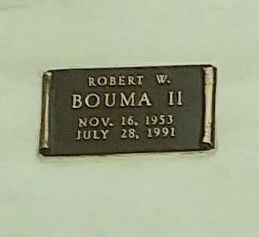 ROBERT W.
BOUMA II
NOV. 16, 1953
JULY 28, 1991